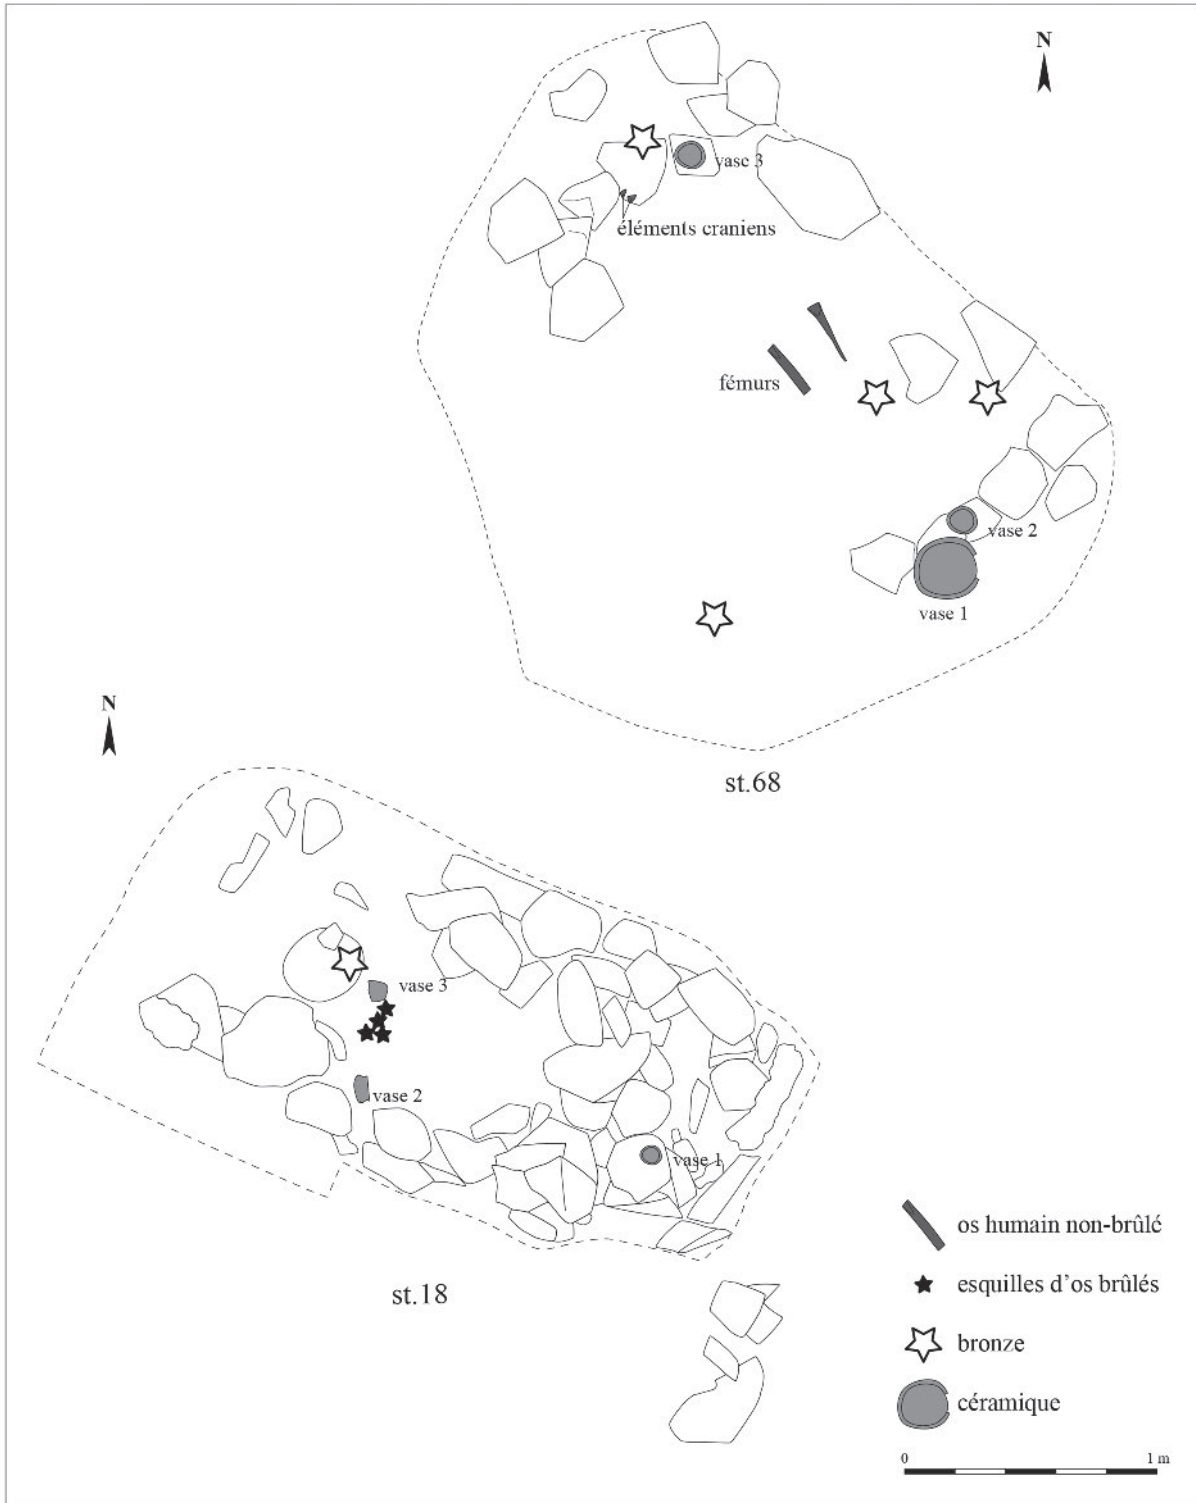 N
vase 3
éléments craniens
fémurs
vase 2
vase 1
st.68
N
vase 3
vase 2
vase 1
st.18
os humain non-brûlé
esquilles d'os brûlés
bronze
céramique
0 1 m